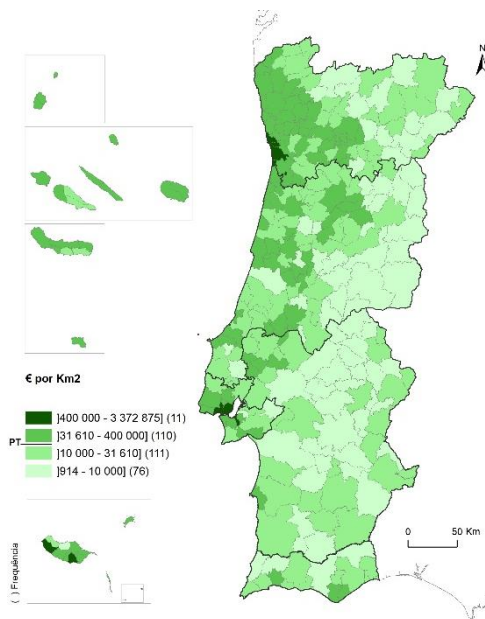 N
€ por Km2
]400 000 - 3 372 875] (11)
]31 610 - 400 000] (110)
PT
]10 000 - 31 610] (111)
]914 - 10 000] (76)
0 50 Km
( ) Frequência